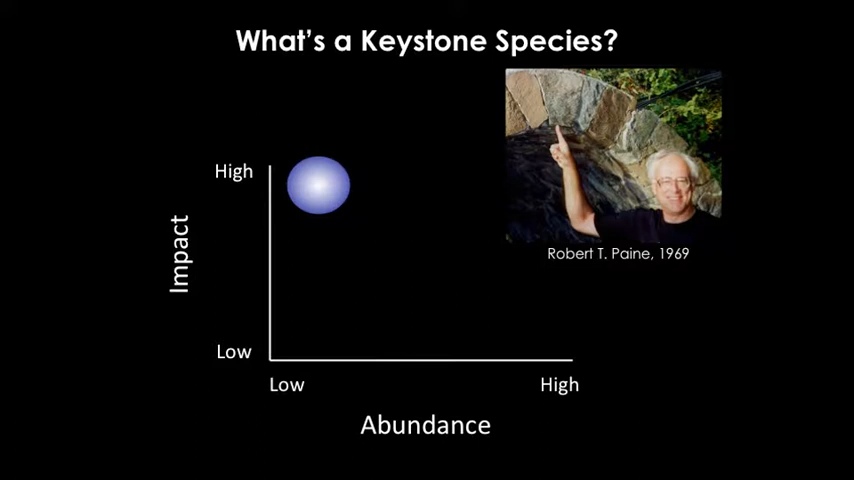 What's a Keystone Species?
Robert T. Paine, 1969
High
Impact
Low
Low
High
Abundance